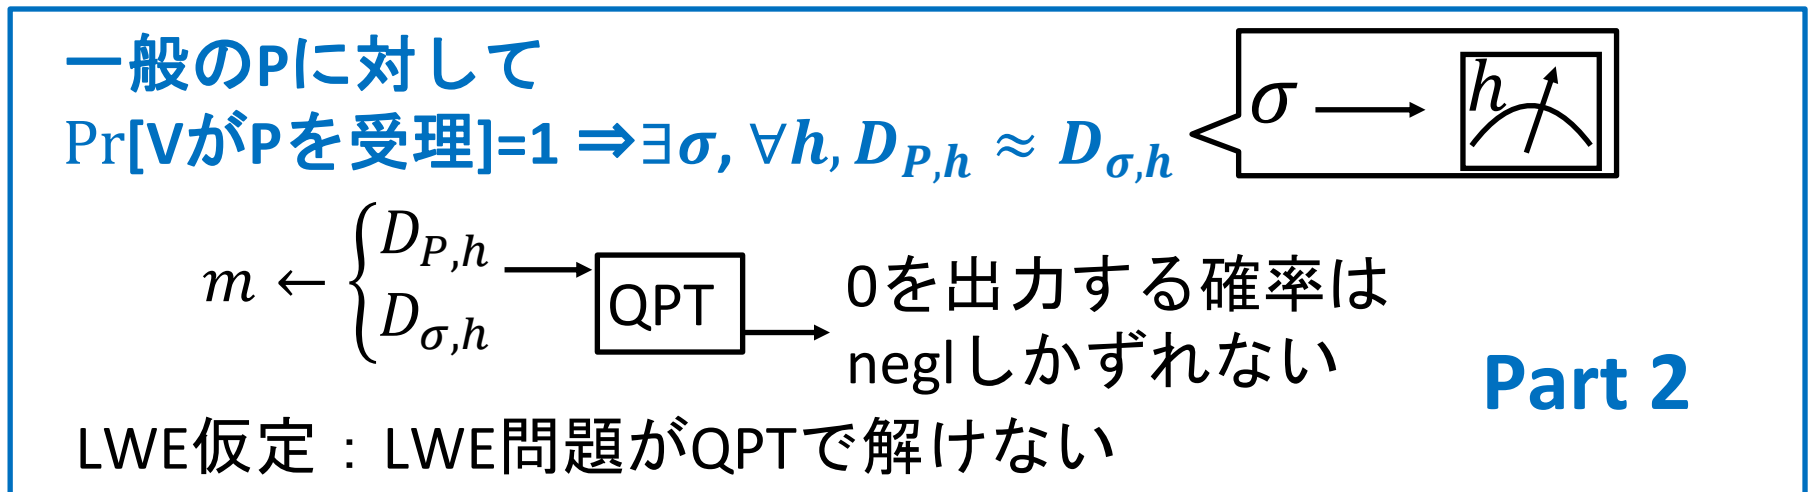 一般のPに対して
Pr[VがPを受理]=1 ⇒∃σ, ∀h, D_{P,h} ≈ D_{σ,h}
σ → h
m ← { D_{P,h} D_{σ,h} → QPT →
0を出力する確率は
neglしかずれない
Part 2
LWE仮定：LWE問題がQPTで解けない